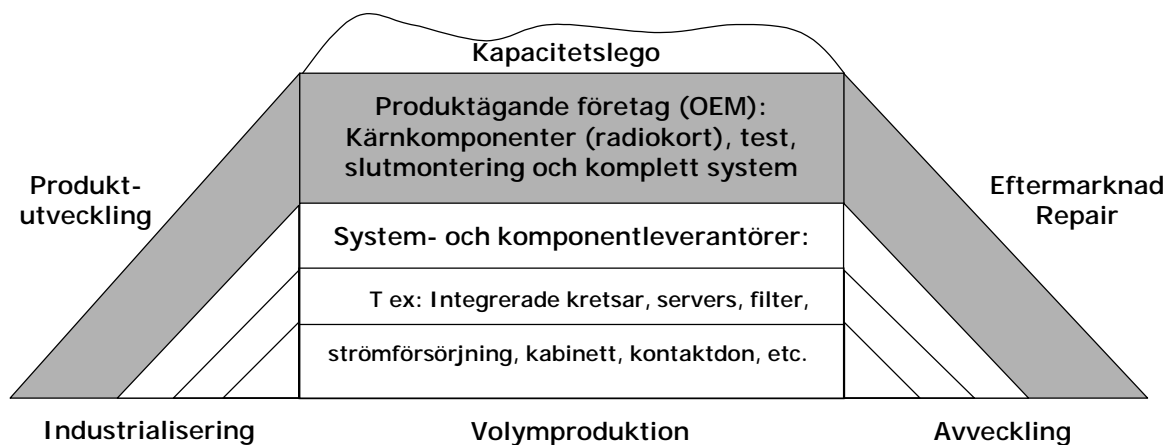 Kapacitetslego
Produktägande företag (OEM):
Kärnkomponenter (radiokort), test,
slutmontering och komplett system
Produkt-
utveckling
Eftermarknad
Repair
System- och komponentleverantörer:
T ex: Integrerade kretsar, servers, filter,
strömförsörjning, kabinett, kontaktdon, etc.
Industrialisering
Volymproduktion
Avveckling